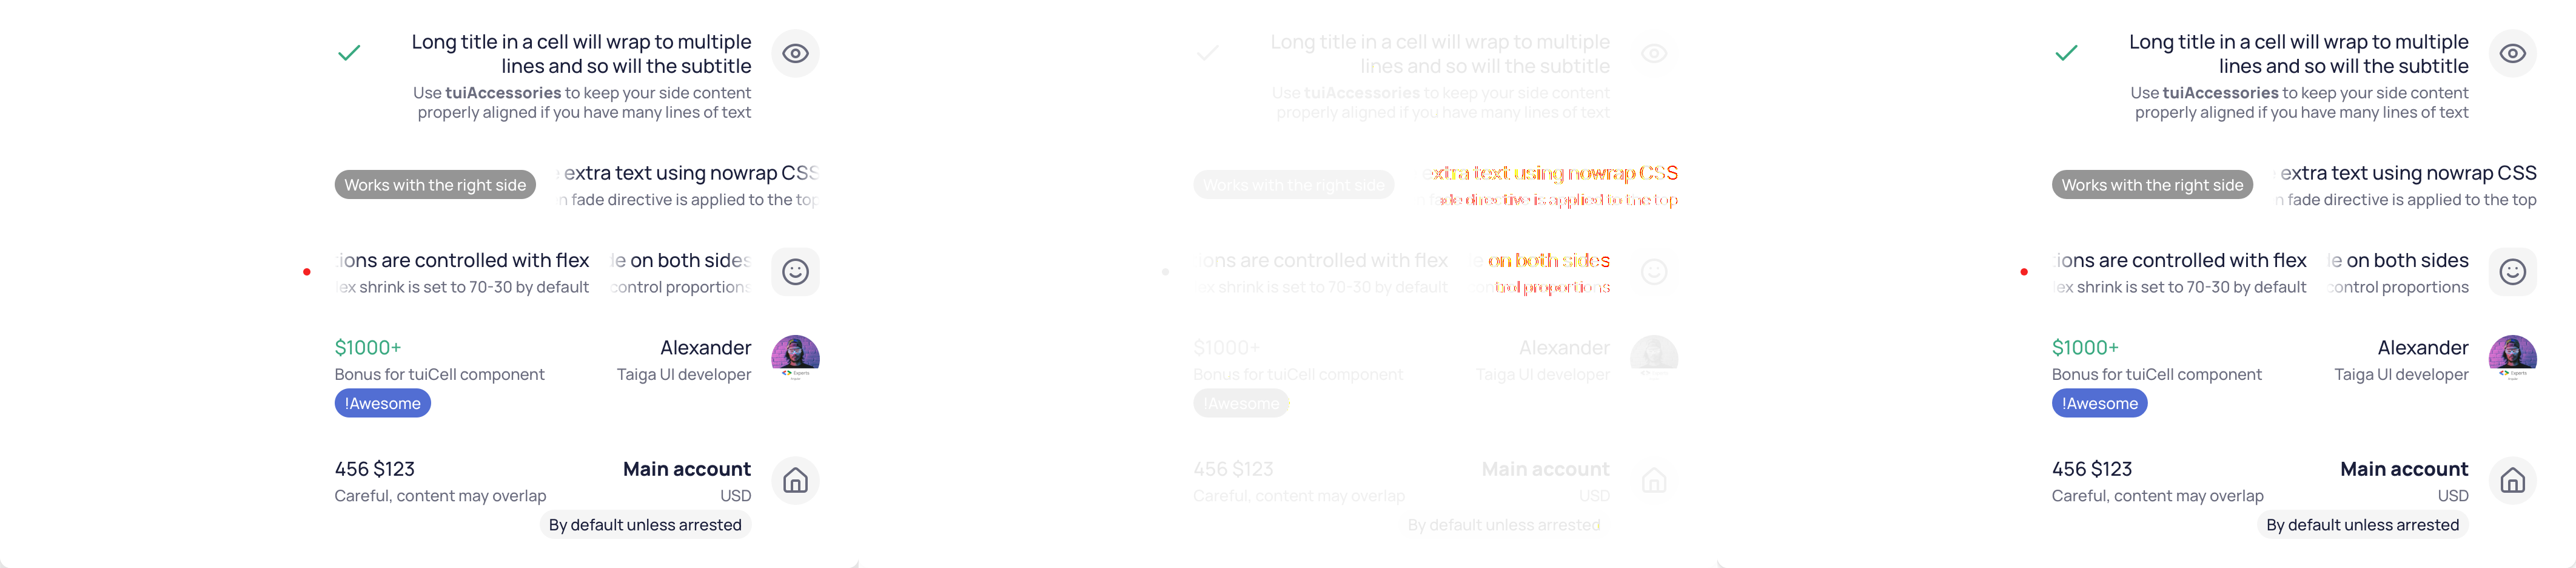 Long title in a cell will wrap to multiple
lines and so will the subtitle
Use tuiAccessories to keep your side content
properly aligned if you have many lines of text
Works with the right side
extra text using nowrap CSS
fade directive is applied to the top
ions are controlled with flex
on both sides
shrink is set to 70-30 by default
control proportions
$1000+
Alexander
Bonus for tuiCell component
Taiga UI developer
!Awesome
456 $123
Main account
Careful, content may overlap
USD
By default unless arrested
Long title in a cell will wrap to multiple
lines and so will the subtitle
Use tuiAccessories to keep your side content
properly aligned if you have many lines of text
Works with the right side
extra text using nowrap CSS
fade directive is applied to the top
ions are controlled with flex
on both sides
shrink is set to 70-30 by default
control proportions
$1000+
Alexander
Bonus for tuiCell component
Taiga UI developer
!Awesome
456 $123
Main account
Careful, content may overlap
USD
By default unless arrested
Long title in a cell will wrap to multiple
lines and so will the subtitle
Use tuiAccessories to keep your side content
properly aligned if you have many lines of text
Works with the right side
extra text using nowrap CSS
fade directive is applied to the top
ions are controlled with flex
on both sides
shrink is set to 70-30 by default
control proportions
$1000+
Alexander
Bonus for tuiCell component
Taiga UI developer
!Awesome
456 $123
Main account
Careful, content may overlap
USD
By default unless arrested